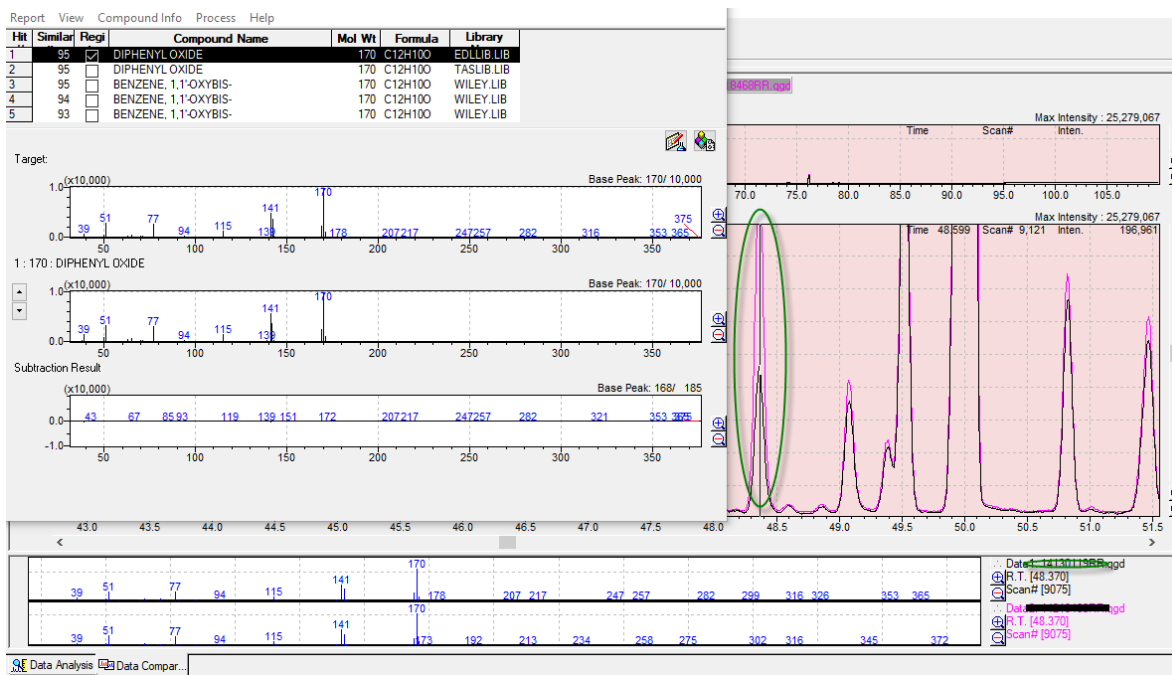 Report View Compound Info Process Help
Hit Similar Regi Compound Name Mol Wt Formula Library
1 95 DIPHENYL OXIDE 170 C12H10O EDLLIB.LIB
2 95 DIPHENYL OXIDE 170 C12H10O TASLIB.LIB
3 95 BENZENE, 1,1'-OXYBIS- 170 C12H10O WILEY.LIB
4 94 BENZENE, 1,1'-OXYBIS- 170 C12H10O WILEY.LIB
5 93 BENZENE, 1,1'-OXYBIS- 170 C12H10O WILEY.LIB
8468RR.qgd
Max Intensity : 25,279,067
Time Scan# Inten.
70.0 75.0 80.0 85.0 90.0 95.0 100.0 105.0
Target:
(x10,000) Base Peak: 170/ 10,000
1.0
170
141
39 51 77 94 115 139 178 207 217 247 257 282 316 353 365 375
0.0
50 100 150 200 250 300 350
1 : 170 : DIPHENYL OXIDE
(x10,000) Base Peak: 170/ 10,000
1.0
170
141
39 51 77 94 115 139
0.0
50 100 150 200 250 300 350
Subtraction Result
(x10,000) Base Peak: 168/ 185
43 67 85 93 119 139 151 172 207 217 247 257 282 321 353
0.0
-1.0
50 100 150 200 250 300 350
Max Intensity : 25,279,067
Time 48.599 Scan# 9,121 Inten. 196,961
43.0 43.5 44.0 44.5 45.0 45.5 46.0 46.5 47.0 47.5 48.0 48.5 49.0 49.5 50.0 50.5 51.0 51.5
170
141
39 51 77 94 115 178 207 217 247 257 282 299 316 326 353 365
R.T. [48.370]
Scan# [9075]
170
141
39 51 77 94 115 173 192 213 234 258 275 302 316 345 372
R.T. [48.370]
Scan# [9075]
Data Analysis Data Compar...